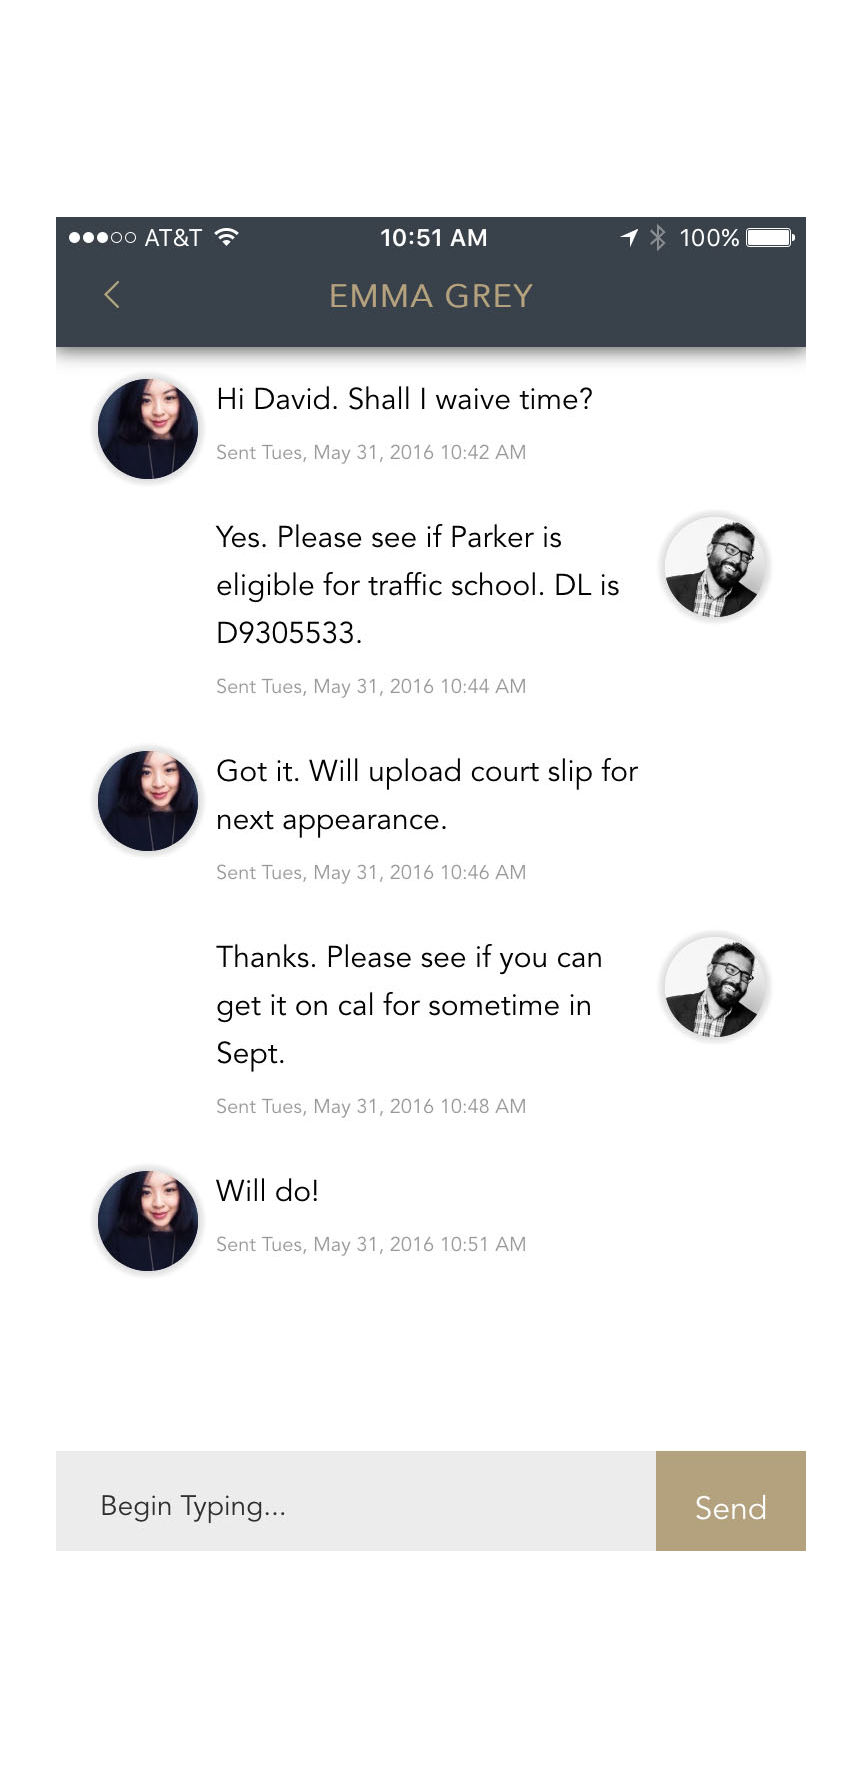 AT&T 10:51 AM 100%
EMMA GREY
Hi David. Shall I waive time?
Sent Tues, May 31, 2016 10:42 AM
Yes. Please see if Parker is
eligible for traffic school. DL is
D9305533.
Sent Tues, May 31, 2016 10:44 AM
Got it. Will upload court slip for
next appearance.
Sent Tues, May 31, 2016 10:46 AM
Thanks. Please see if you can
get it on cal for sometime in
Sept.
Sent Tues, May 31, 2016 10:48 AM
Will do!
Sent Tues, May 31, 2016 10:51 AM
Begin Typing... Send